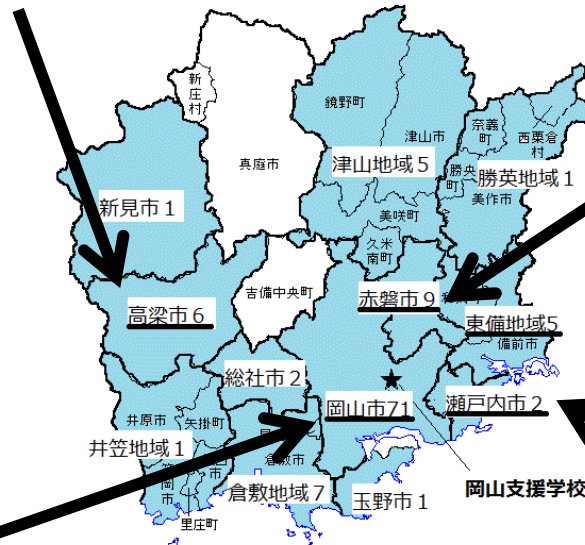 新庄村
鏡野町
奈義町
西粟倉村
真庭市
津山市
津山地域５
勝央町
勝英地域１
美作市
新見市１
美咲町
久米南町
吉備中央町
赤磐市９
高梁市６
東備地域5
備前市
総社市２
岡山市71
瀬戸内市２
井原市
矢掛町
井笠地域１
倉敷市
笠岡市
倉敷地域７
玉野市１
岡山支援学校
里庄町